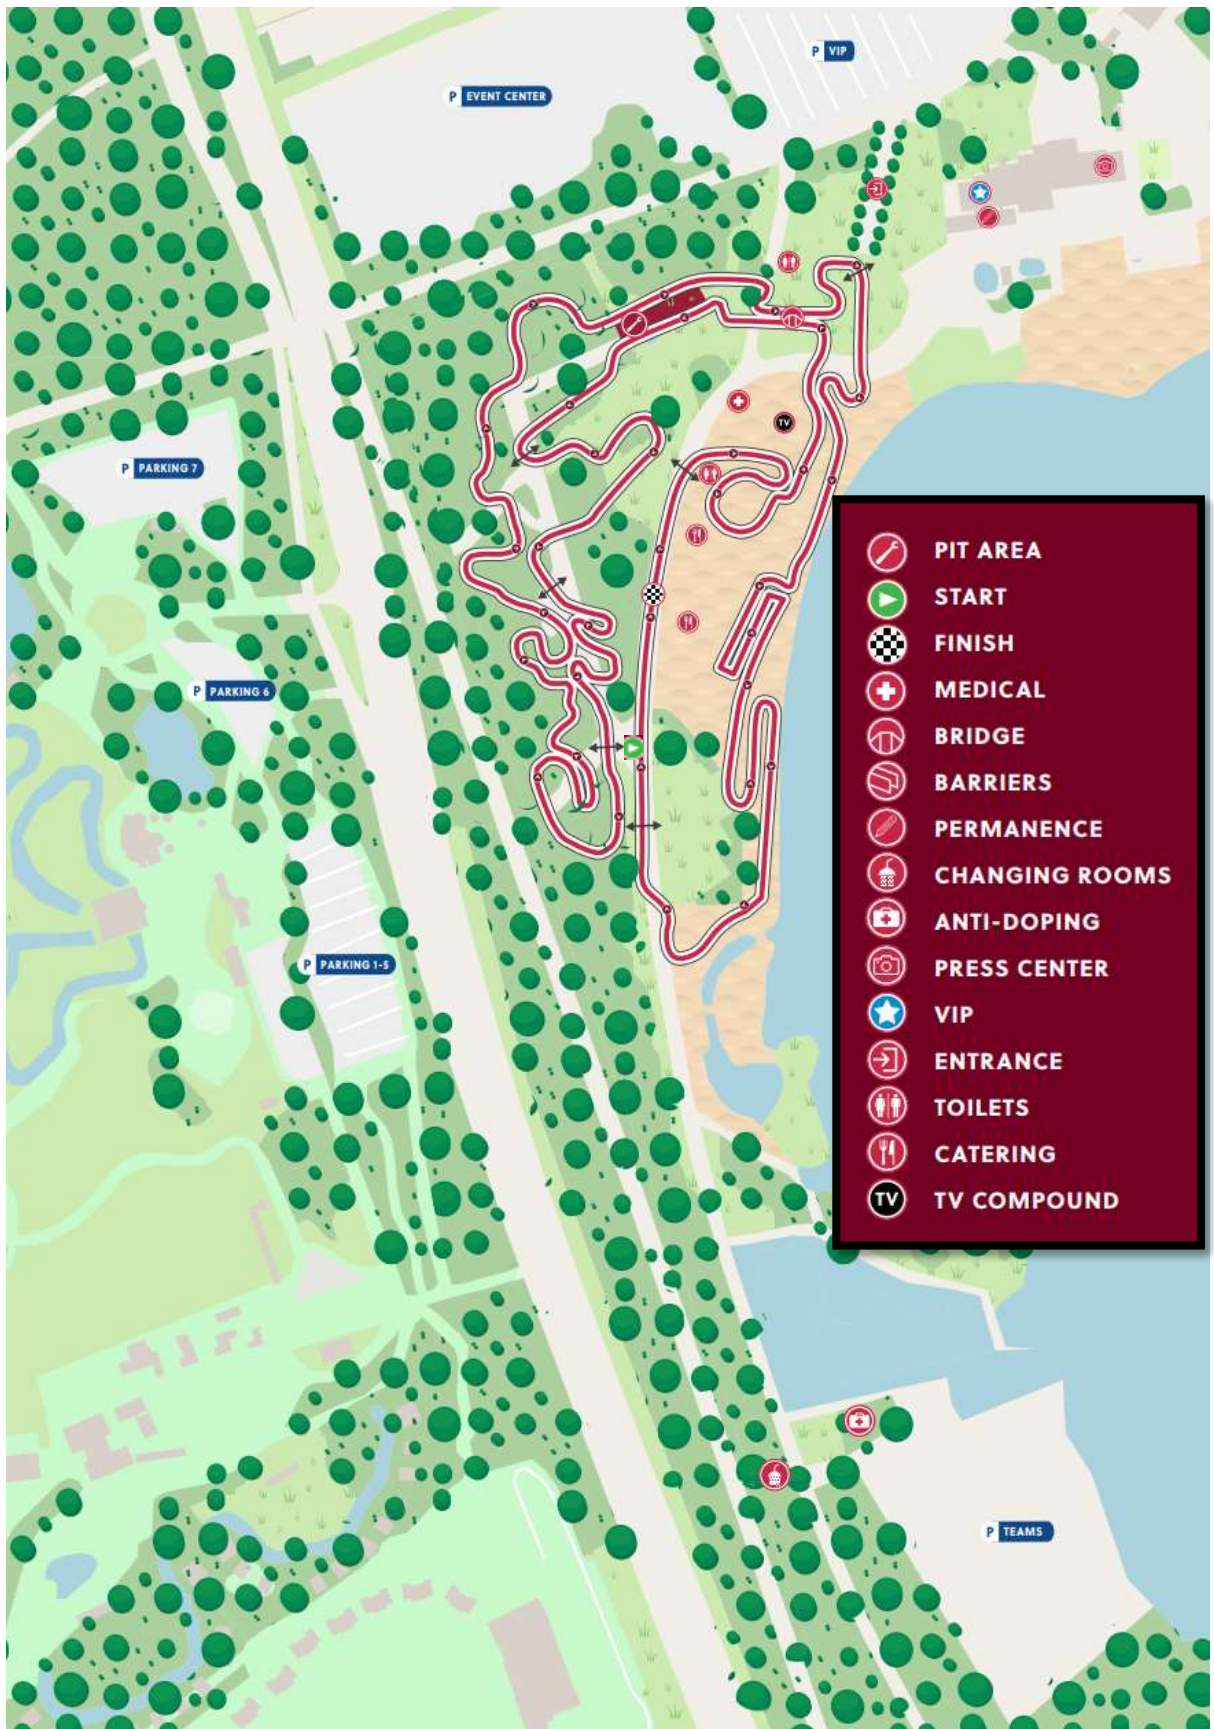 P VIP
P EVENT CENTER
TV
P PARKING 7
PIT AREA
START
FINISH
P PARKING 6
MEDICAL
BRIDGE
BARRIERS
PERMANENCE
CHANGING ROOMS
ANTI-DOPING
P PARKING 1-5
PRESS CENTER
VIP
ENTRANCE
TOILETS
CATERING
TV TV COMPOUND
P TEAMS